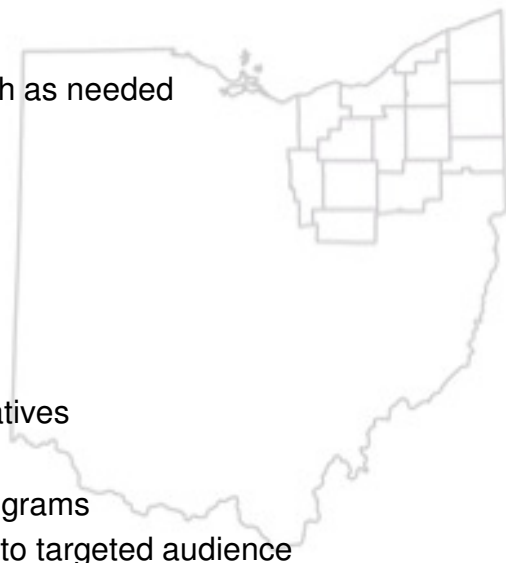 h as needed
atives
grams
to targeted audience